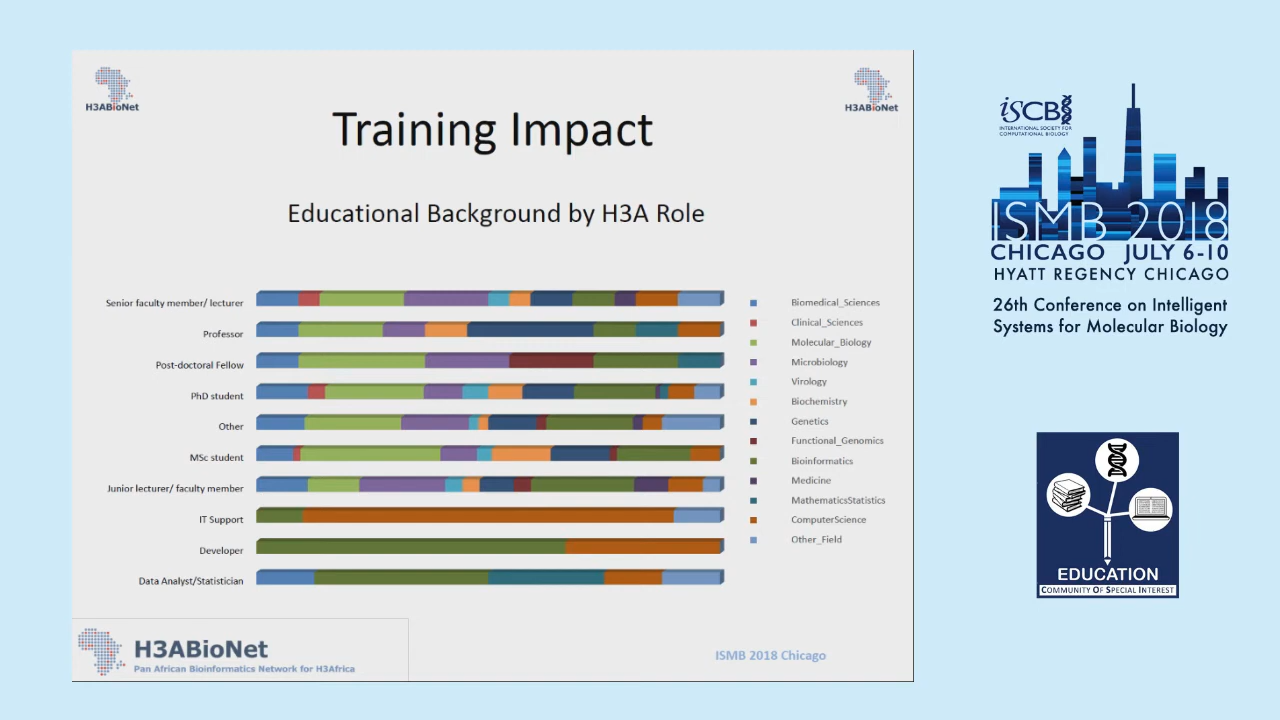 H3ABioNet
H3ABioNet
Training Impact
Educational Background by H3A Role
Senior faculty member/ lecturer
Professor
Post-doctoral Fellow
PhD student
Other
MSc student
Junior lecturer/ faculty member
IT Support
Developer
Data Analyst/Statistician
Biomedical_Sciences
Clinical_Sciences
Molecular_Biology
Microbiology
Virology
Biochemistry
Genetics
Functional_Genomics
Bioinformatics
Medicine
MathematicsStatistics
ComputerScience
Other_Field
H3ABioNet
Pan African Bioinformatics Network for H3Africa
ISMB 2018 Chicago
iSCB
INTERNATIONAL SOCIETY FOR
COMPUTATIONAL BIOLOGY
ISMB 2018
CHICAGO JULY 6-10
HYATT REGENCY CHICAGO
26th Conference on Intelligent
Systems for Molecular Biology
EDUCATION
COMMUNITY OF SPECIAL INTEREST